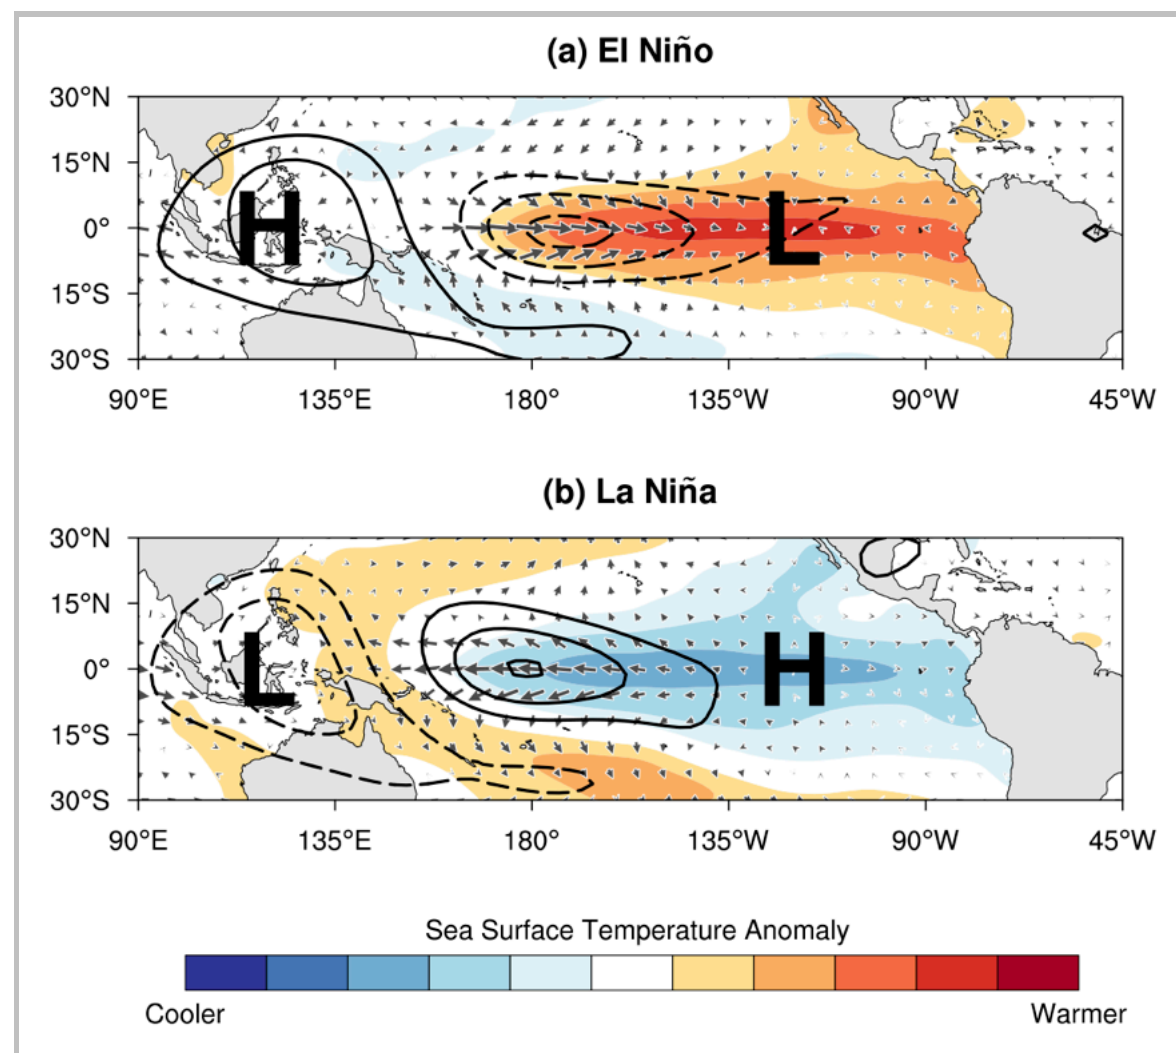 (a) El Niño
30°N
15°N
H
L
0°
15°S
30°S
90°E 135°E 180° 135°W 90°W 45°W
(b) La Niña
30°N
15°N
L
H
0°
15°S
30°S
90°E 135°E 180° 135°W 90°W 45°W
Sea Surface Temperature Anomaly
Cooler Warmer